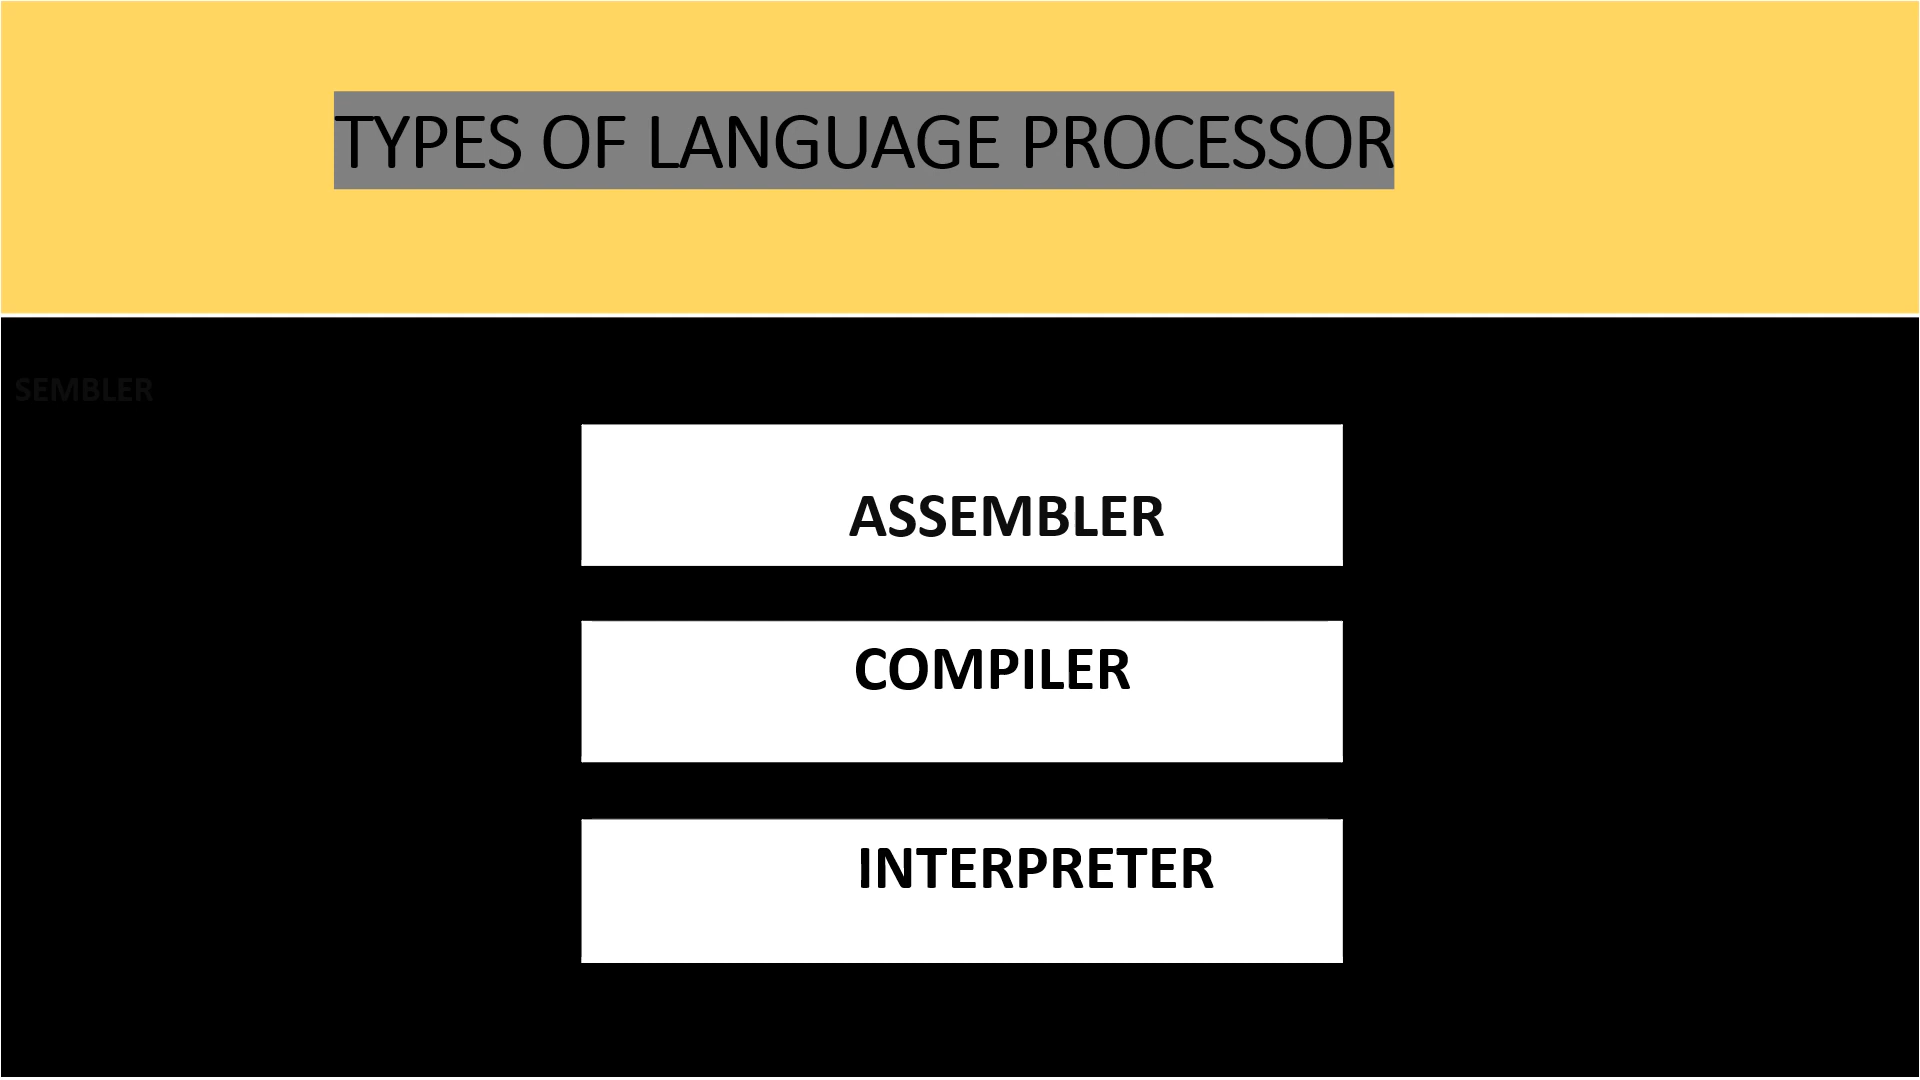 TYPES OF LANGUAGE PROCESSOR
SEMBLER
ASSEMBLER
COMPILER
INTERPRETER